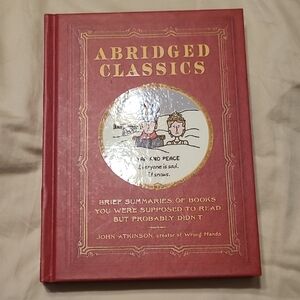 ABRIDGED
CLASSICS
AND PEACE
Everyone is sad.
It snows.
BRIEF SUMMARIES OF BOOKS
YOU WERE SUPPOSED TO READ
BUT PROBABLY DIDN'T
JOHN ATKINSON, creator of Wrong Hands